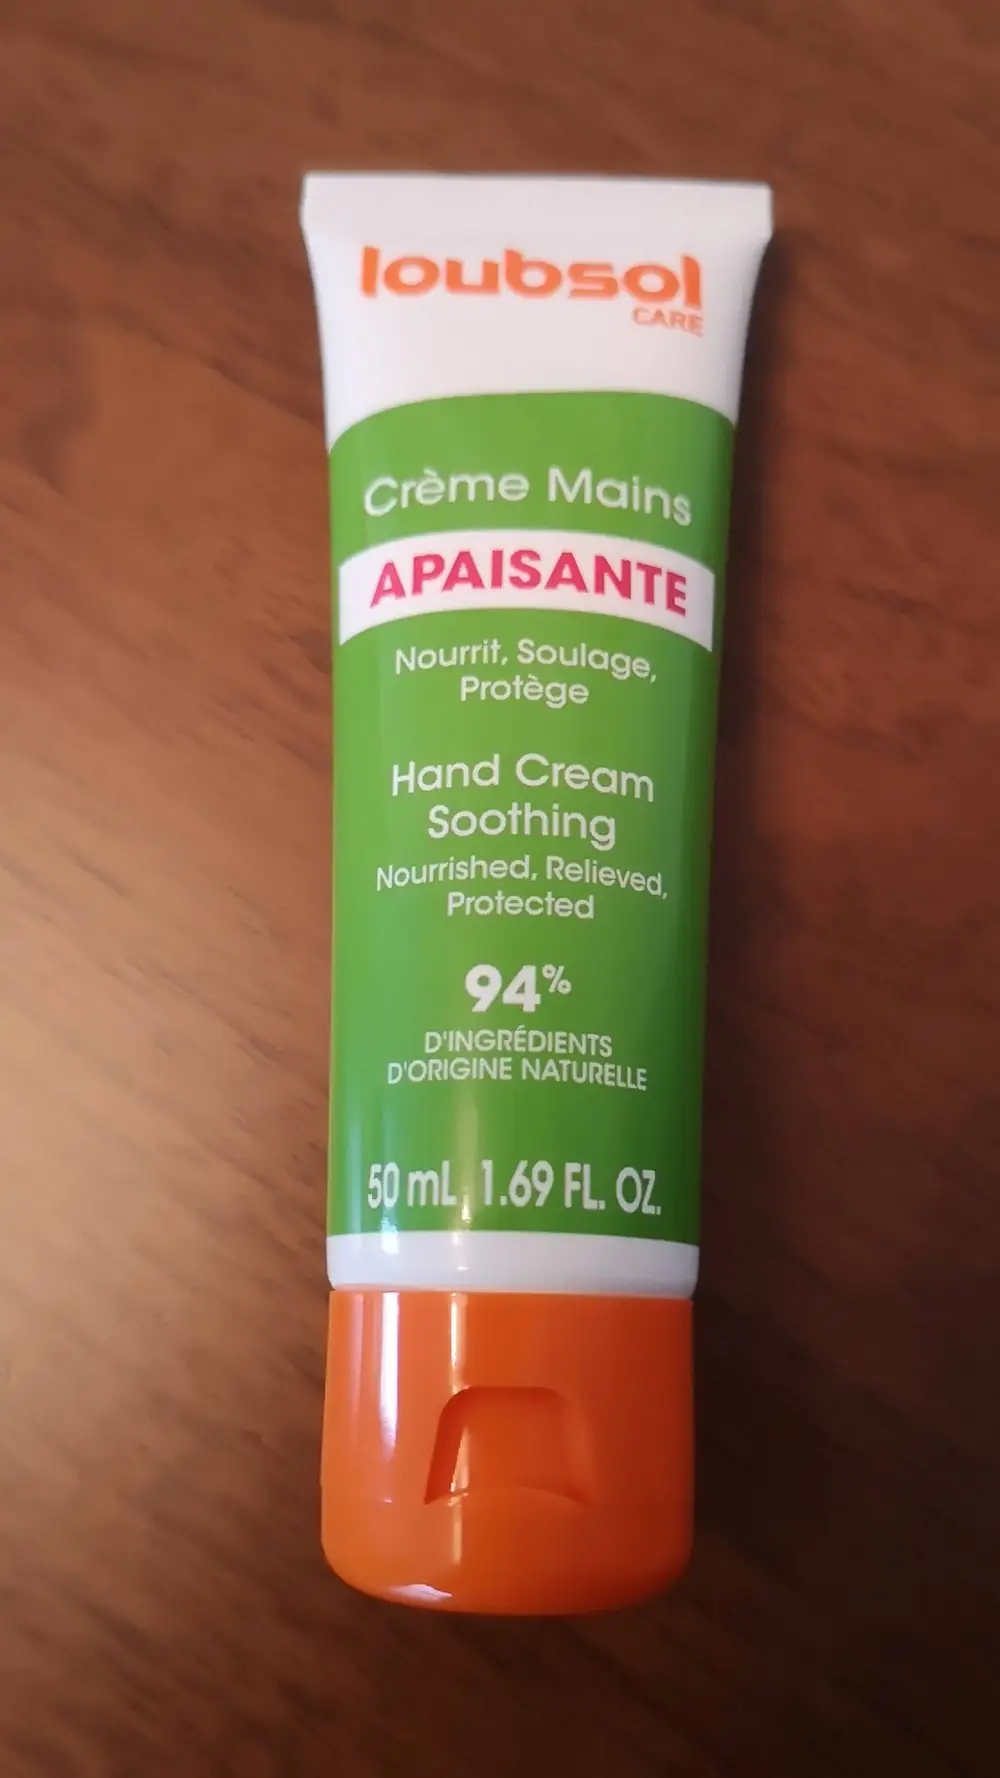 loubsol
CARE
Crème Mains
APAISANTE
Nourrit, Soulage,
Protège
Hand Cream
Soothing
Nourrished, Relieved,
Protected
94%
D'INGRÉDIENTS
D'ORIGINE NATURELLE
50 mL 1.69 FL. OZ.